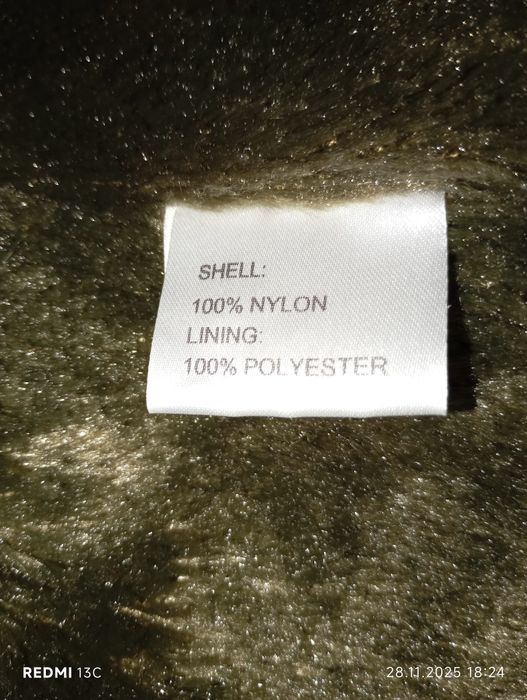 SHELL:
100% NYLON
LINING:
100% POLYESTER
REDMI 13C
28.11.2025 18:24